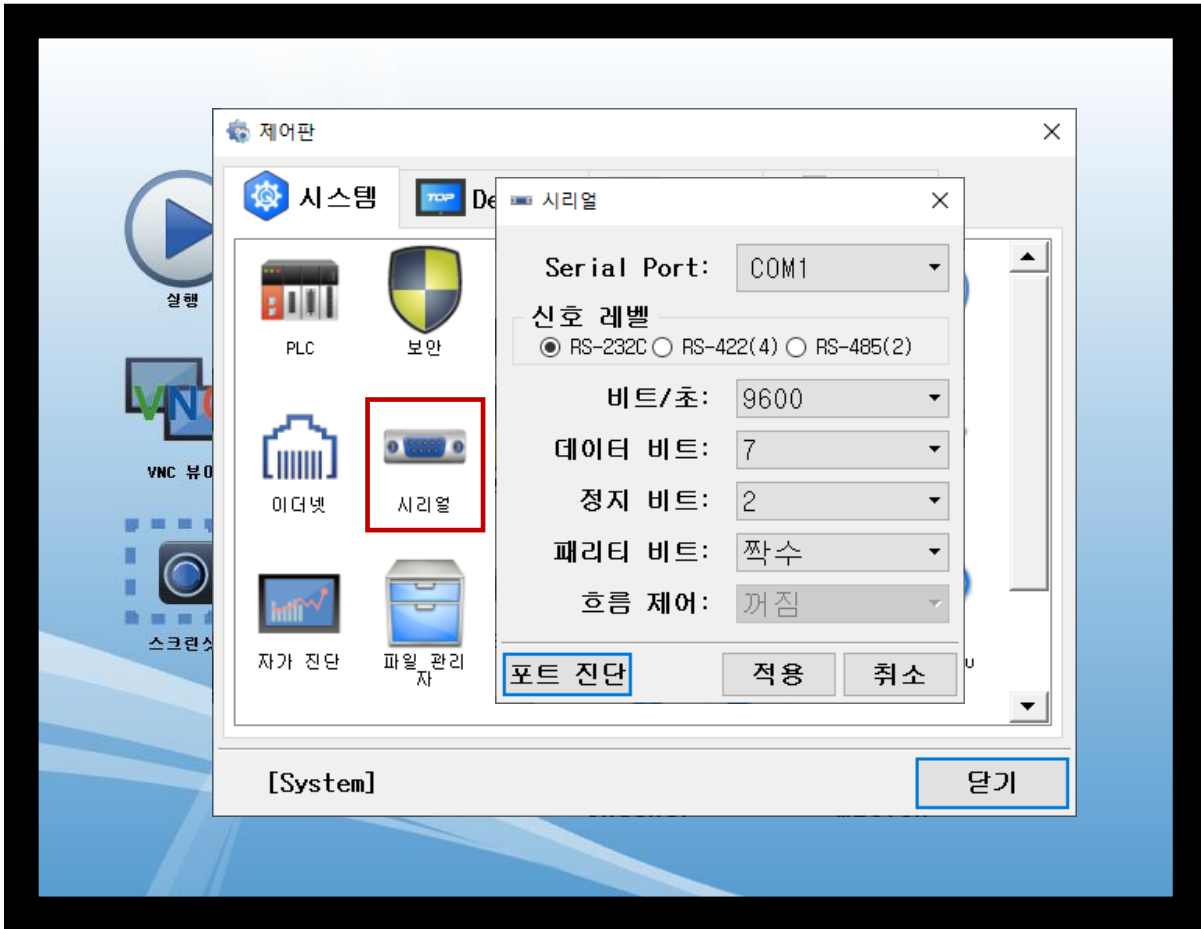 제어판
시스템
TOP
De
시리얼
Serial Port: COM1
신호 레벨
RS-232C RS-422(4) RS-485(2)
비트/초: 9600
데이터 비트: 7
정지 비트: 2
패리티 비트: 짝수
흐름 제어: 꺼짐
포트 진단 적용 취소
실행
PLC
보안
VNC
VNC 뷰어
이더넷
시리얼
스크린샷
자가 진단
파일 관리
자
[System]
닫기